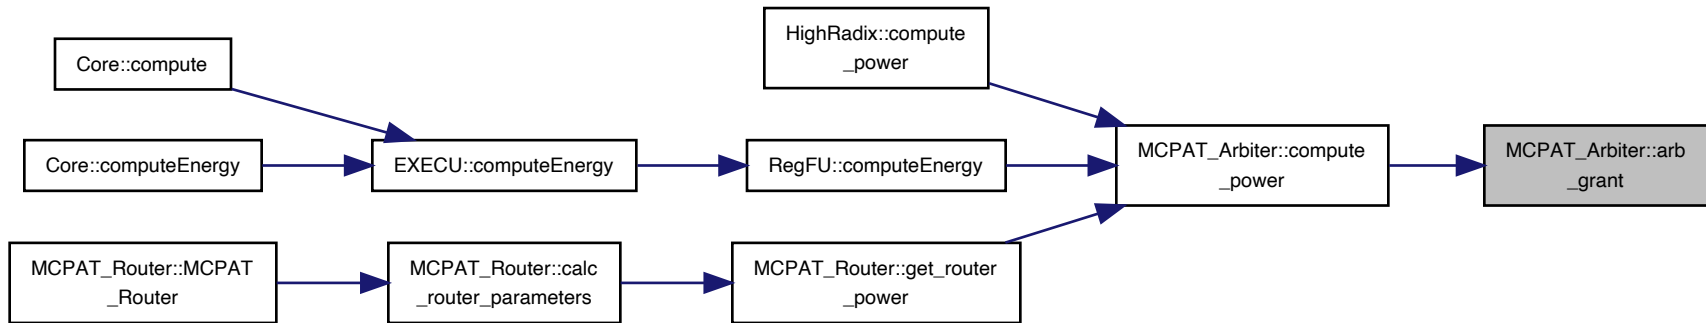 HighRadix::compute
_power
Core::compute
Core::computeEnergy
EXECU::computeEnergy
RegFU::computeEnergy
MCPAT_Arbiter::compute
_power
MCPAT_Arbiter::arb
_grant
MCPAT_Router::MCPAT
_Router
MCPAT_Router::calc
_router_parameters
MCPAT_Router::get_router
_power